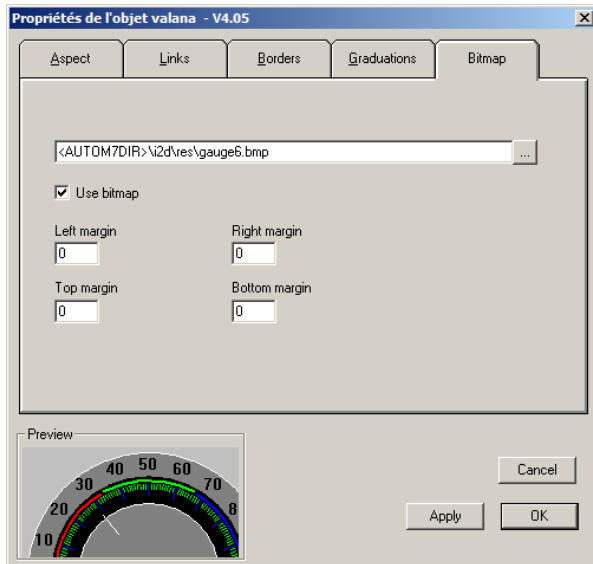 Propriétés de l'objet valana - V4.05
Aspect Links Borders Graduations Bitmap
<AUTOM7DIR>\i2d\res\gauge6.bmp ...
Use bitmap
Left margin Right margin
0 0
Top margin Bottom margin
0 0
Preview
10 20 30 40 50 60 70 8
Cancel
Apply OK